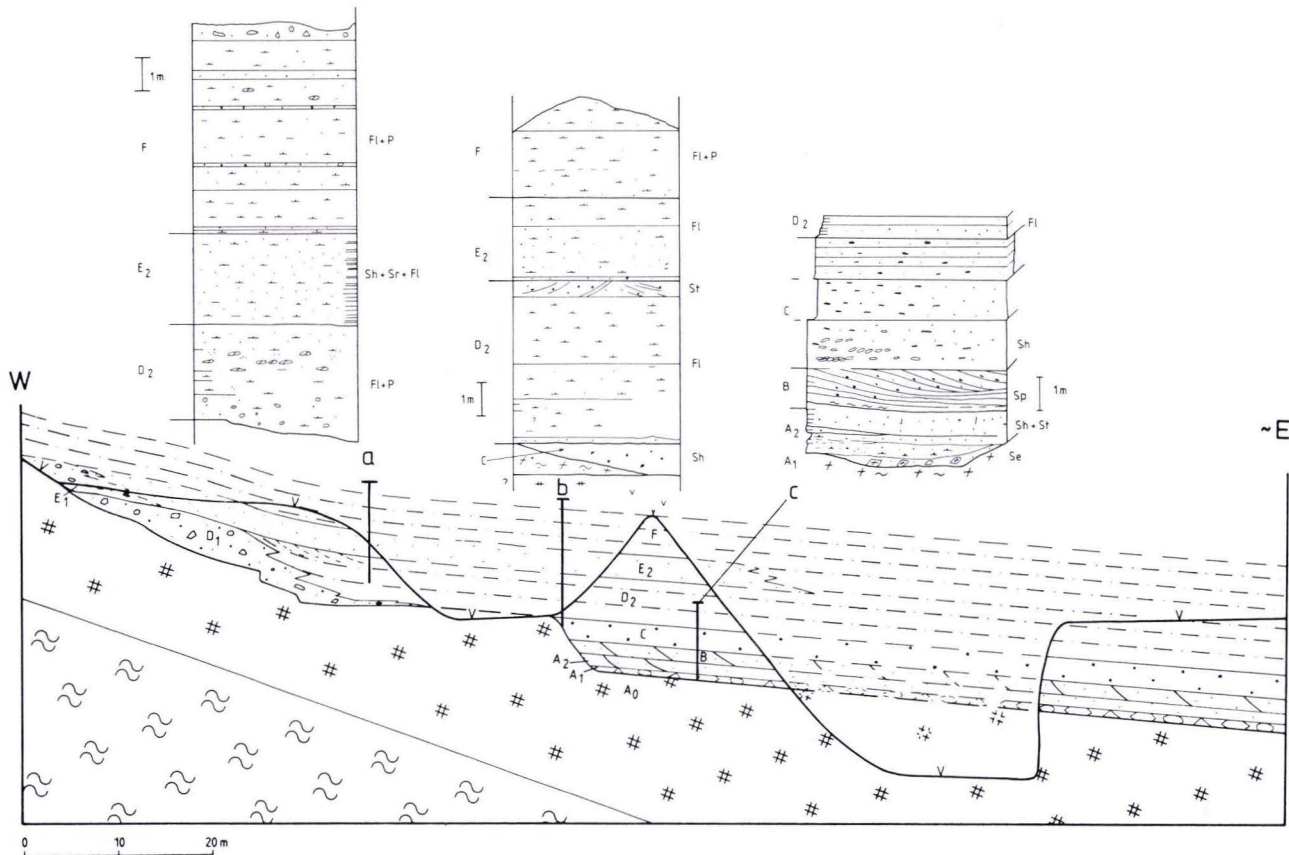 1m
F
Fl+P
E2
Sh+Sr+Fl
D2
Fl+P
F
Fl+P
Fl
E2
St
D2
Fl
1m
?
C
Sh
?
D2
Fl
C
Sh
B
Sp
1m
A2
Sh+St
A1
Se
W
~E
a
b
c
E1
D1
F
E2
D2
C
B
A2
A1
A0
0 10 20 m